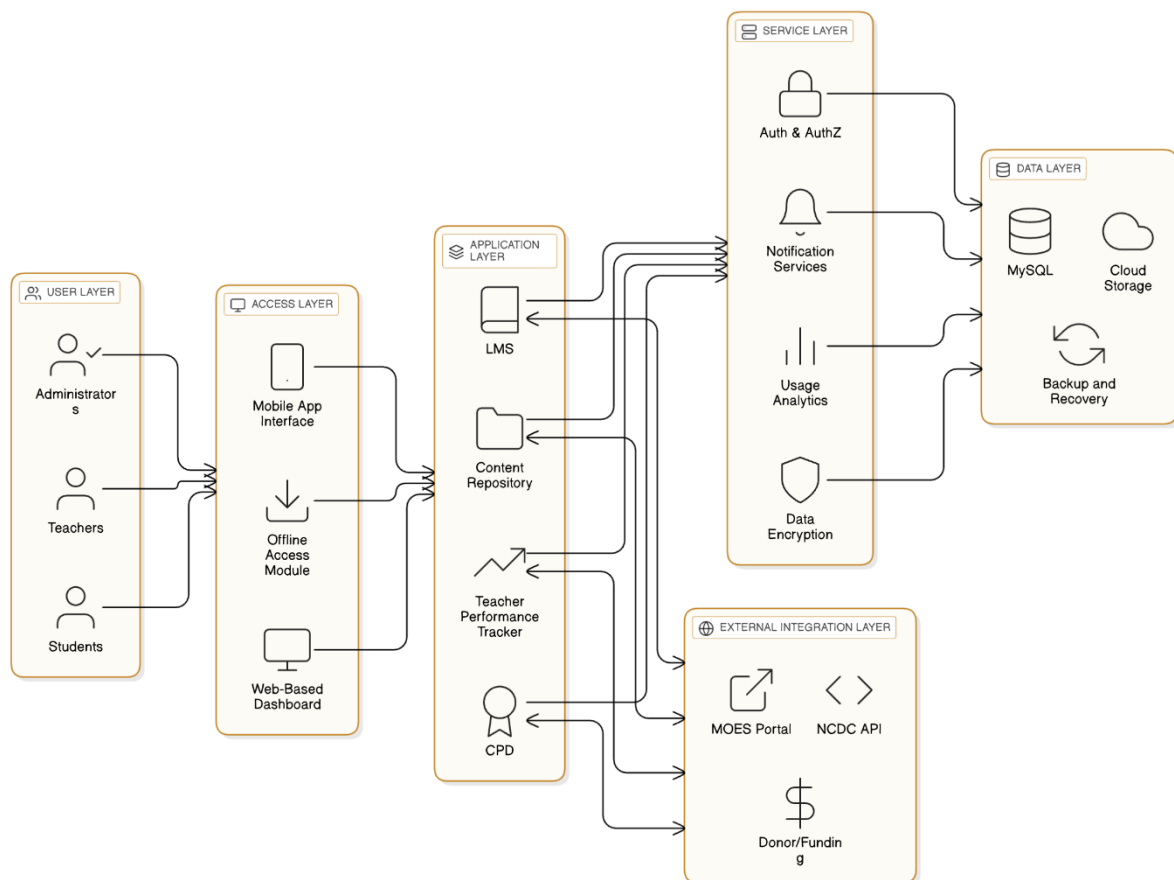 USER LAYER
Administrator
s
Teachers
Students
ACCESS LAYER
Mobile App
Interface
Offline
Access
Module
Web-Based
Dashboard
APPLICATION
LAYER
LMS
Content
Repository
Teacher
Performance
Tracker
CPD
SERVICE LAYER
Auth & AuthZ
Notification
Services
Usage
Analytics
Data
Encryption
DATA LAYER
MySQL
Cloud
Storage
Backup and
Recovery
EXTERNAL INTEGRATION LAYER
MOES Portal
NCDC API
Donor/Fundin
g